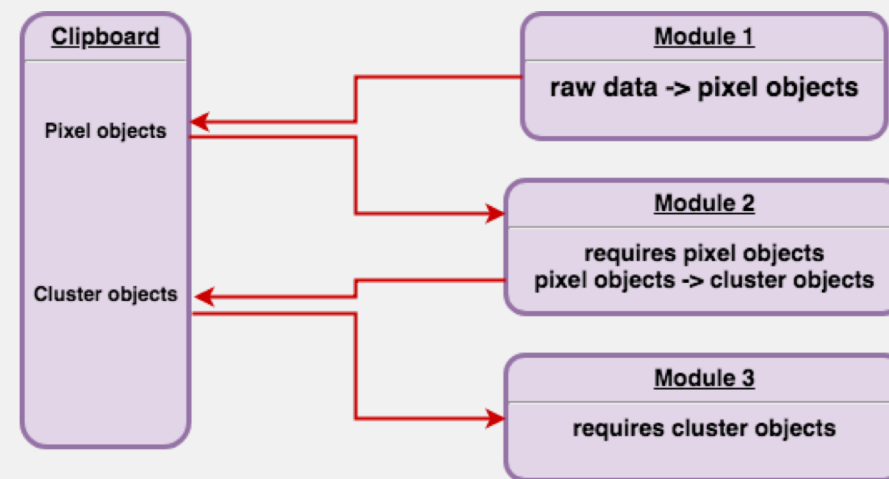 Clipboard
Pixel objects
Cluster objects
Module 1
raw data -> pixel objects
Module 2
requires pixel objects
pixel objects -> cluster objects
Module 3
requires cluster objects